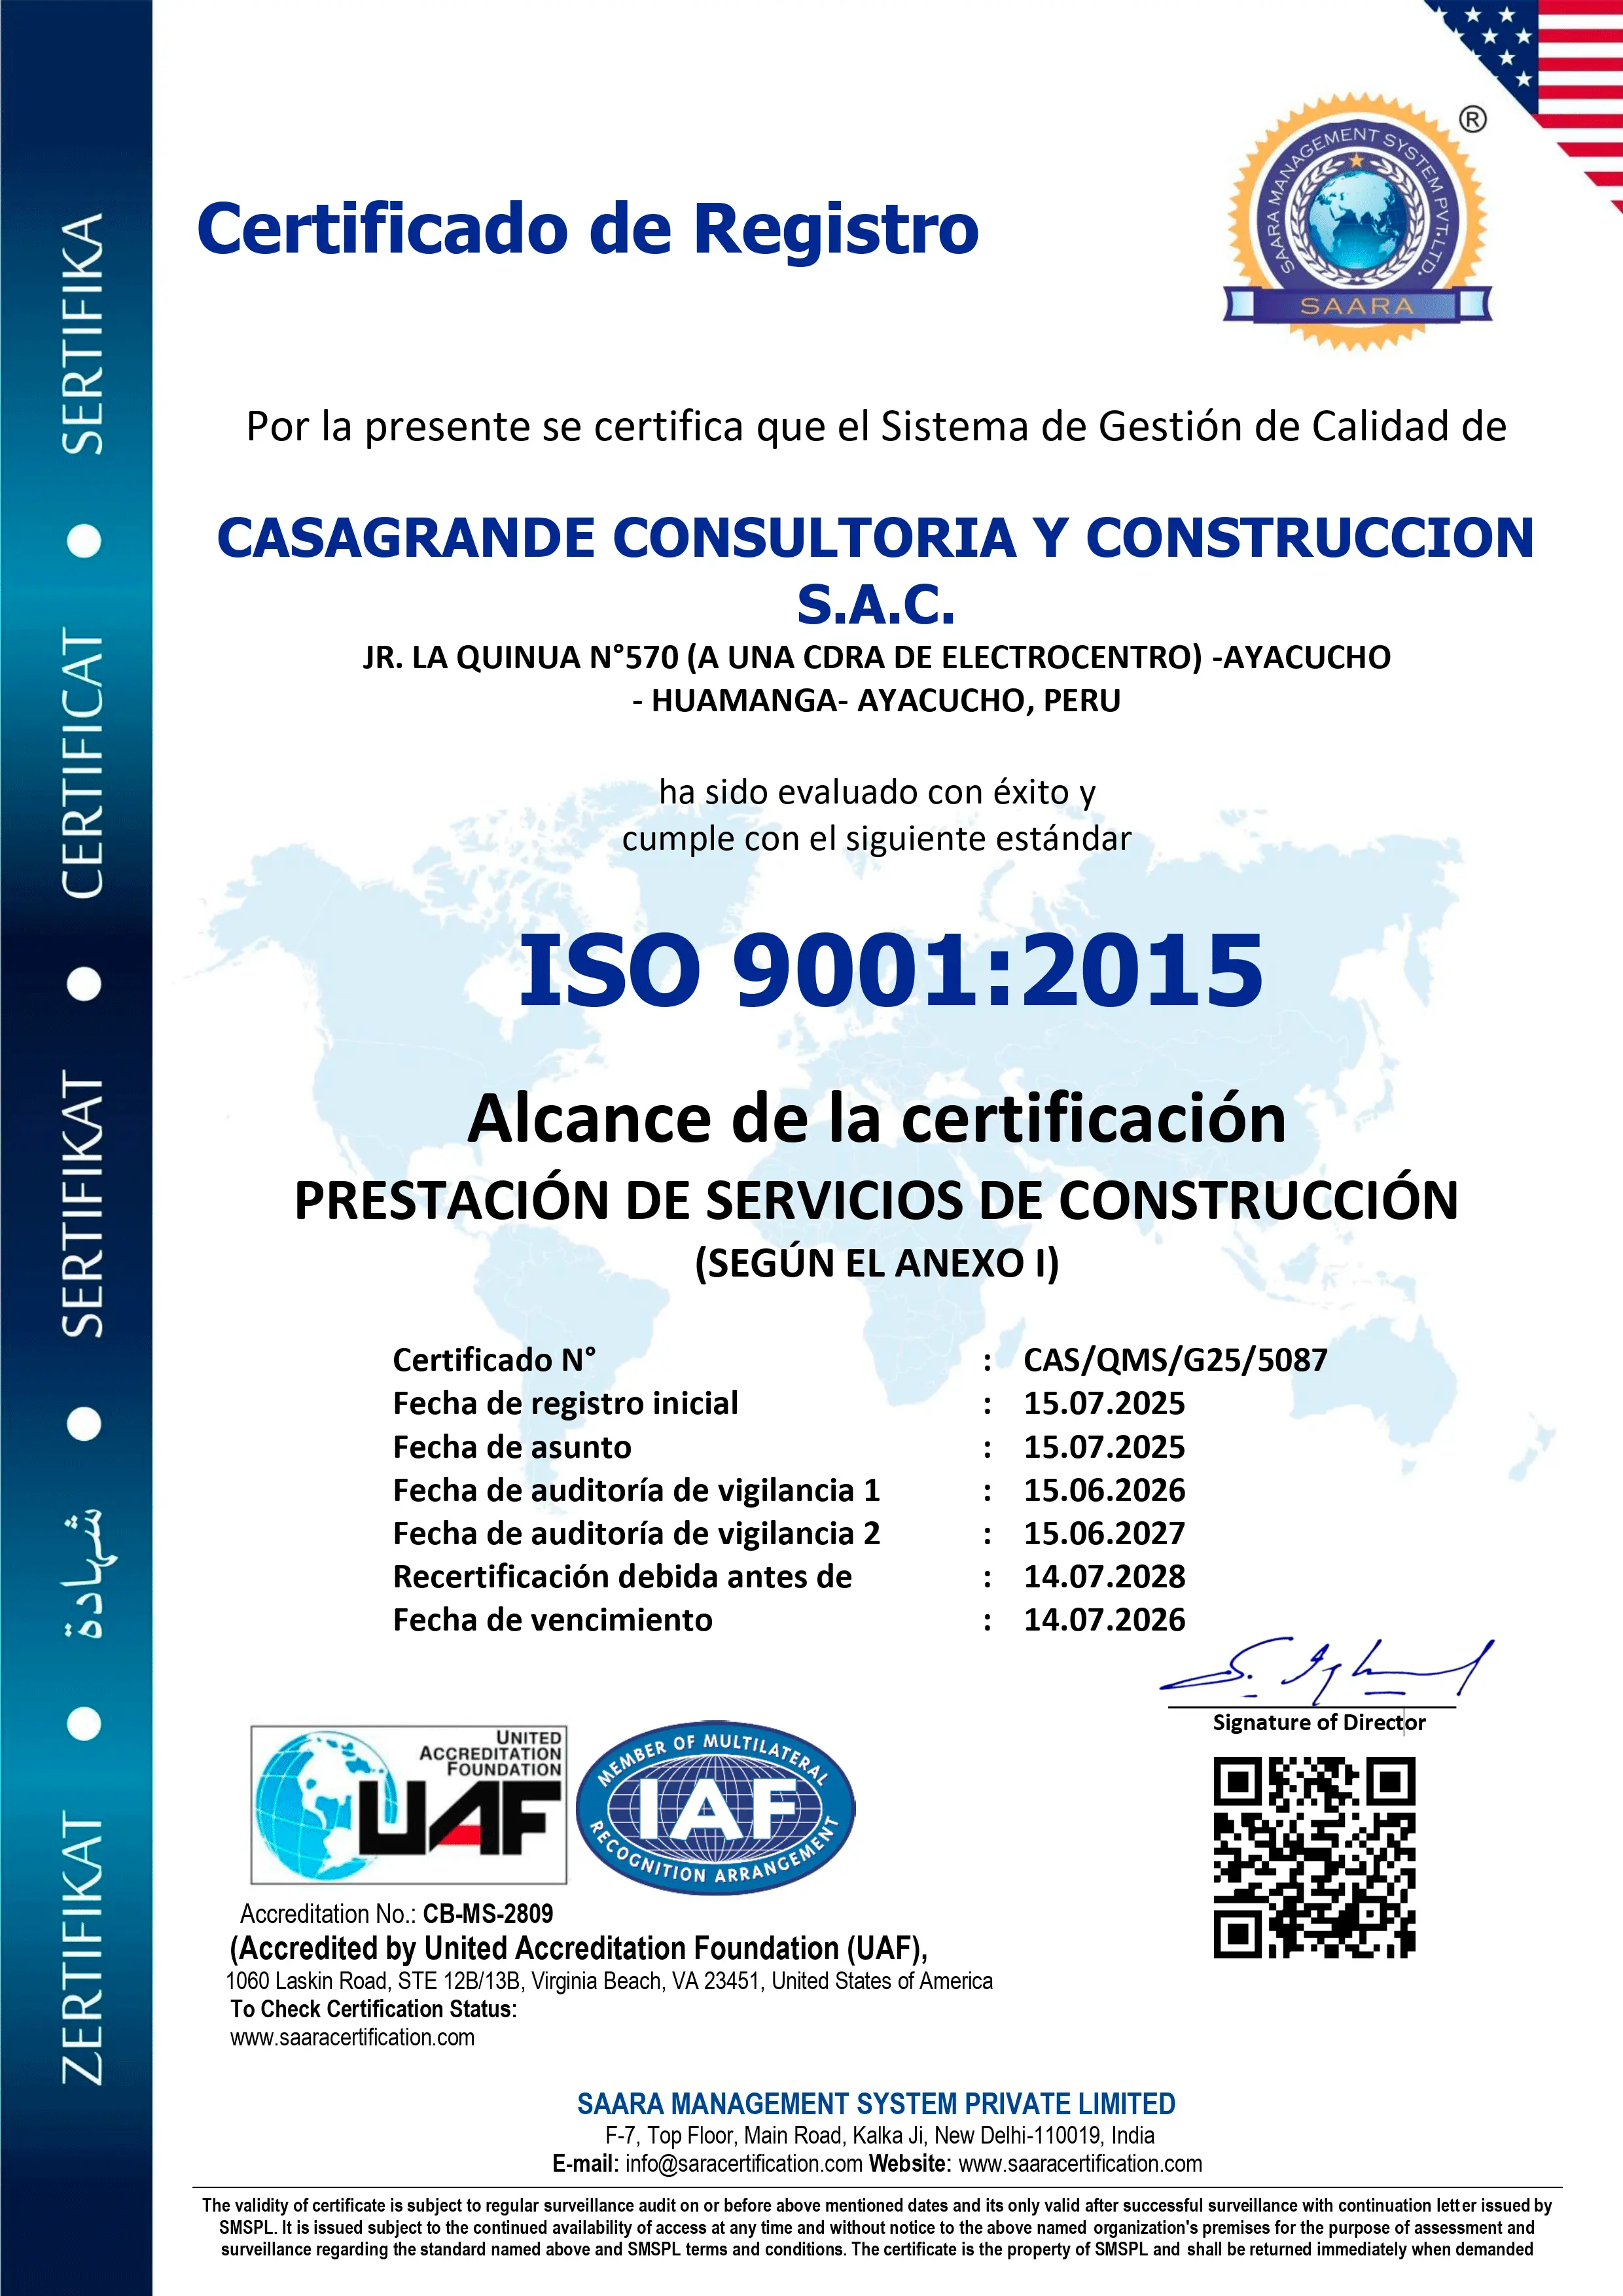 Certificado de Registro
SAARA MANAGEMENT SYSTEM PVT. LTD.
®
SAARA
Por la presente se certifica que el Sistema de Gestión de Calidad de
CASAGRANDE CONSULTORIA Y CONSTRUCCION
S.A.C.
JR. LA QUINUA N°570 (A UNA CDRA DE ELECTROCENTRO) -AYACUCHO
- HUAMANGA- AYACUCHO, PERU
ha sido evaluado con éxito y
cumple con el siguiente estándar
ISO 9001:2015
Alcance de la certificación
PRESTACIÓN DE SERVICIOS DE CONSTRUCCIÓN
(SEGÚN EL ANEXO I)
Certificado N° : CAS/QMS/G25/5087
Fecha de registro inicial : 15.07.2025
Fecha de asunto : 15.07.2025
Fecha de auditoría de vigilancia 1 : 15.06.2026
Fecha de auditoría de vigilancia 2 : 15.06.2027
Recertificación debida antes de : 14.07.2028
Fecha de vencimiento : 14.07.2026
Signature of Director
UNITED
ACCREDITATION
FOUNDATION
UAF
MEMBER OF MULTILATERAL
IAF
RECOGNITION ARRANGEMENT
Accreditation No.: CB-MS-2809
(Accredited by United Accreditation Foundation (UAF),
1060 Laskin Road, STE 12B/13B, Virginia Beach, VA 23451, United States of America
To Check Certification Status:
www.saaracertification.com
SAARA MANAGEMENT SYSTEM PRIVATE LIMITED
F-7, Top Floor, Main Road, Kalka Ji, New Delhi-110019, India
E-mail: info@saracertification.com Website: www.saaracertification.com
The validity of certificate is subject to regular surveillance audit on or before above mentioned dates and its only valid after successful surveillance with continuation letter issued by
SMSPL. It is issued subject to the continued availability of access at any time and without notice to the above named organization's premises for the purpose of assessment and
surveillance regarding the standard named above and SMSPL terms and conditions. The certificate is the property of SMSPL and shall be returned immediately when demanded
ZERTIFIKAT • شهادة • SERTIFIKAT • CERTIFICAT • SERTIFIKA